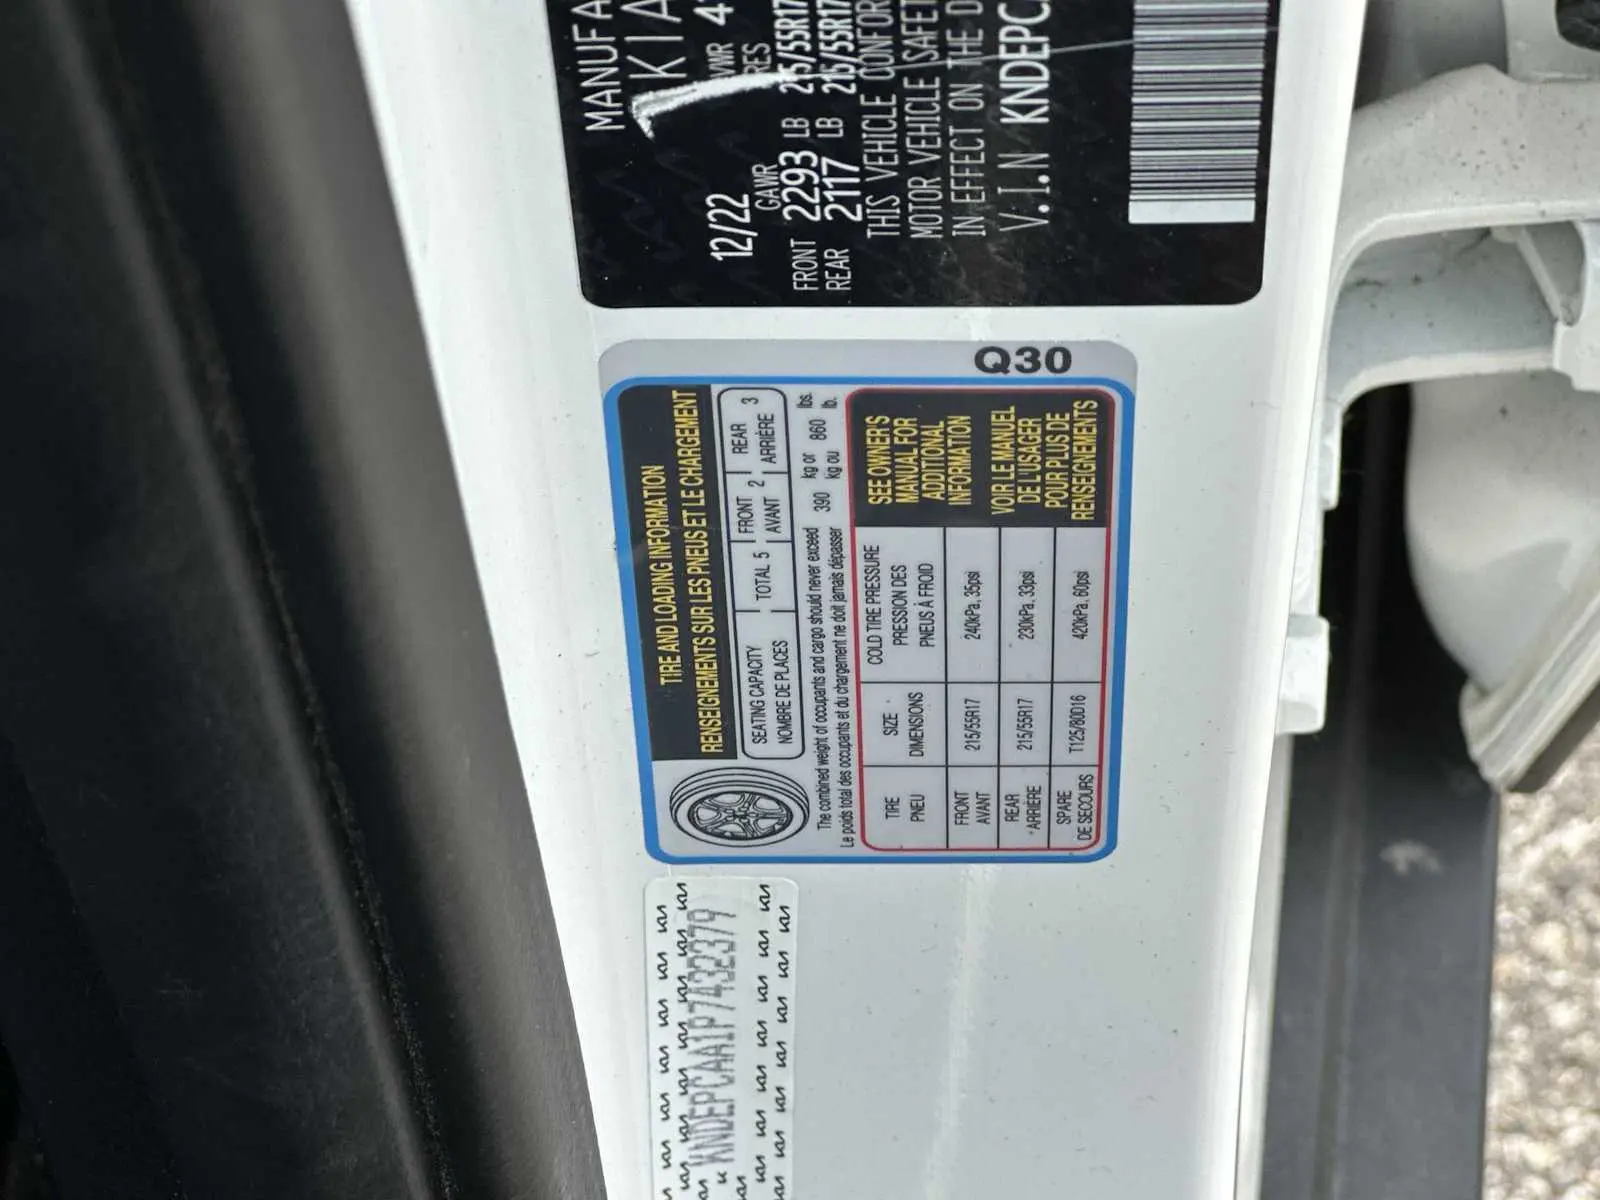 MANUFA
KIA
12/22
GAWR
FRONT 2293 LB 215/55R17
REAR 2117 LB 215/55R17
THIS VEHICLE CONFOR
MOTOR VEHICLE SAFET
IN EFFECT ON THE D
V.I.N KNDEPC
Q30
TIRE AND LOADING INFORMATION
RENSEIGNEMENTS SUR LES PNEUS ET LE CHARGEMENT
SEATING CAPACITY
NOMBRE DE PLACES
TOTAL 5
FRONT
AVANT
2
REAR
ARRIÈRE
3
The combined weight of occupants and cargo should never exceed 390 kg or 860 lbs.
Le poids total des occupants et du chargement ne doit jamais dépasser kg ou lb.
TIRE
PNEU
SIZE
DIMENSIONS
COLD TIRE PRESSURE
PRESSION DES
PNEUS À FROID
FRONT
AVANT
215/55R17
240kPa, 35psi
REAR
ARRIÈRE
215/55R17
230kPa, 33psi
SPARE
DE SECOURS
T125/80D16
420kPa, 60psi
SEE OWNER'S
MANUAL FOR
ADDITIONAL
INFORMATION
VOIR LE MANUEL
DE L'USAGER
POUR PLUS DE
RENSEIGNEMENTS
KNDEPCAA1P7432379